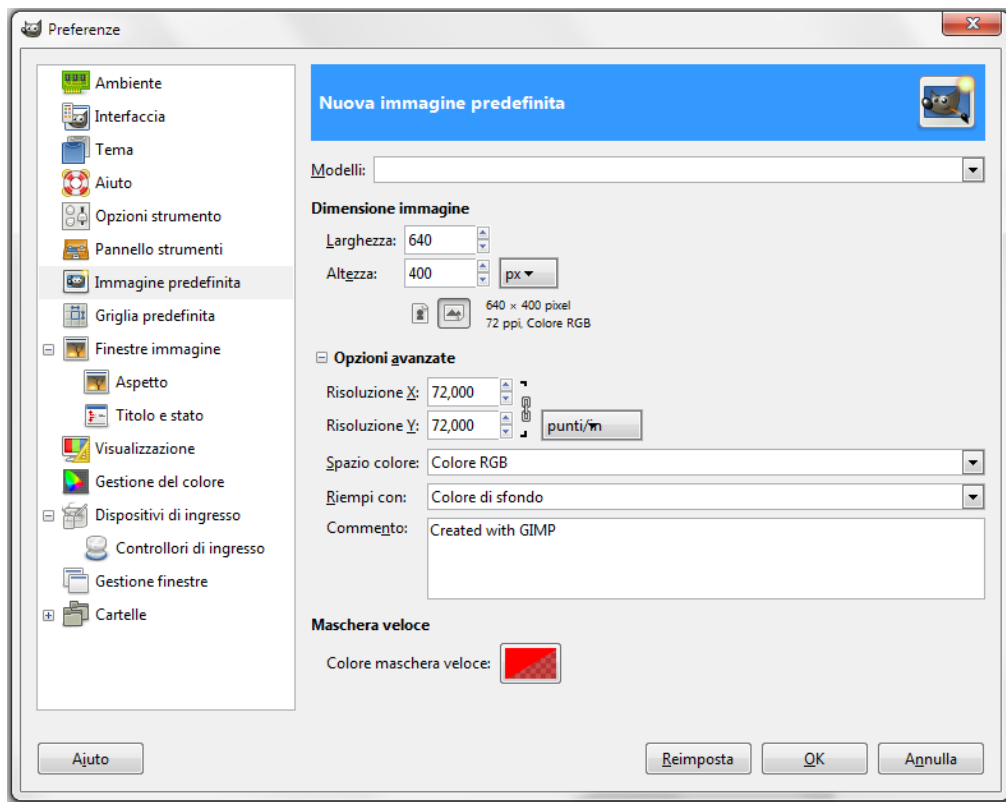 Preferenze
Ambiente
Interfaccia
Tema
Aiuto
Opzioni strumento
Pannello strumenti
Immagine predefinita
Griglia predefinita
Finestre immagine
Aspetto
Titolo e stato
Visualizzazione
Gestione del colore
Dispositivi di ingresso
Controllori di ingresso
Gestione finestre
Cartelle
Nuova immagine predefinita
Modelli:
Dimensione immagine
Larghezza: 640
Altezza: 400 px
640 × 400 pixel
72 ppi, Colore RGB
Opzioni avanzate
Risoluzione X: 72,000
Risoluzione Y: 72,000 punti/in
Spazio colore: Colore RGB
Riempi con: Colore di sfondo
Commento: Created with GIMP
Maschera veloce
Colore maschera veloce:
Aiuto Reimposta OK Annulla